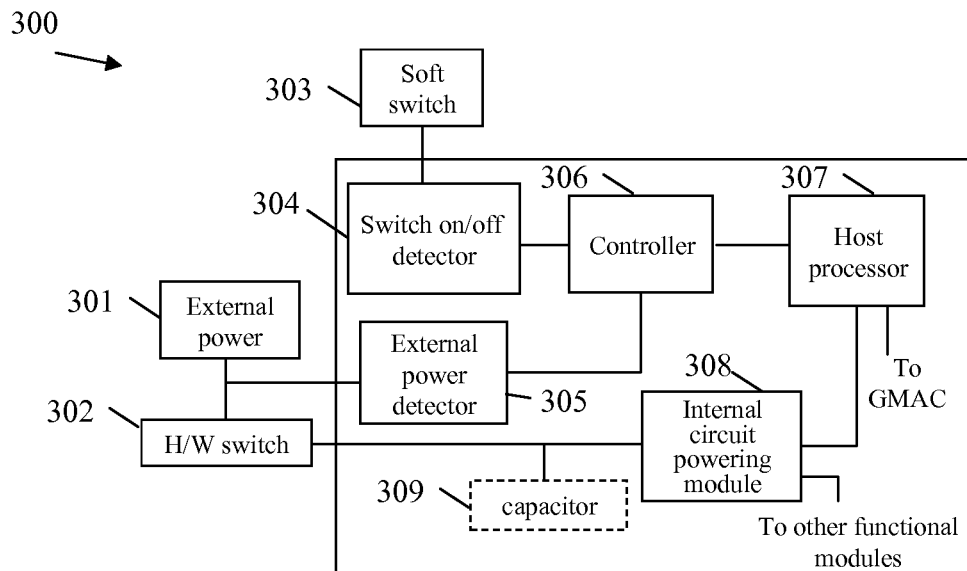 300
303
Soft
switch
304
Switch on/off
detector
306
Controller
307
Host
processor
301
External
power
External
power
detector
305
308
Internal
circuit
powering
module
To
GMAC
302
H/W switch
309
capacitor
To other functional
modules